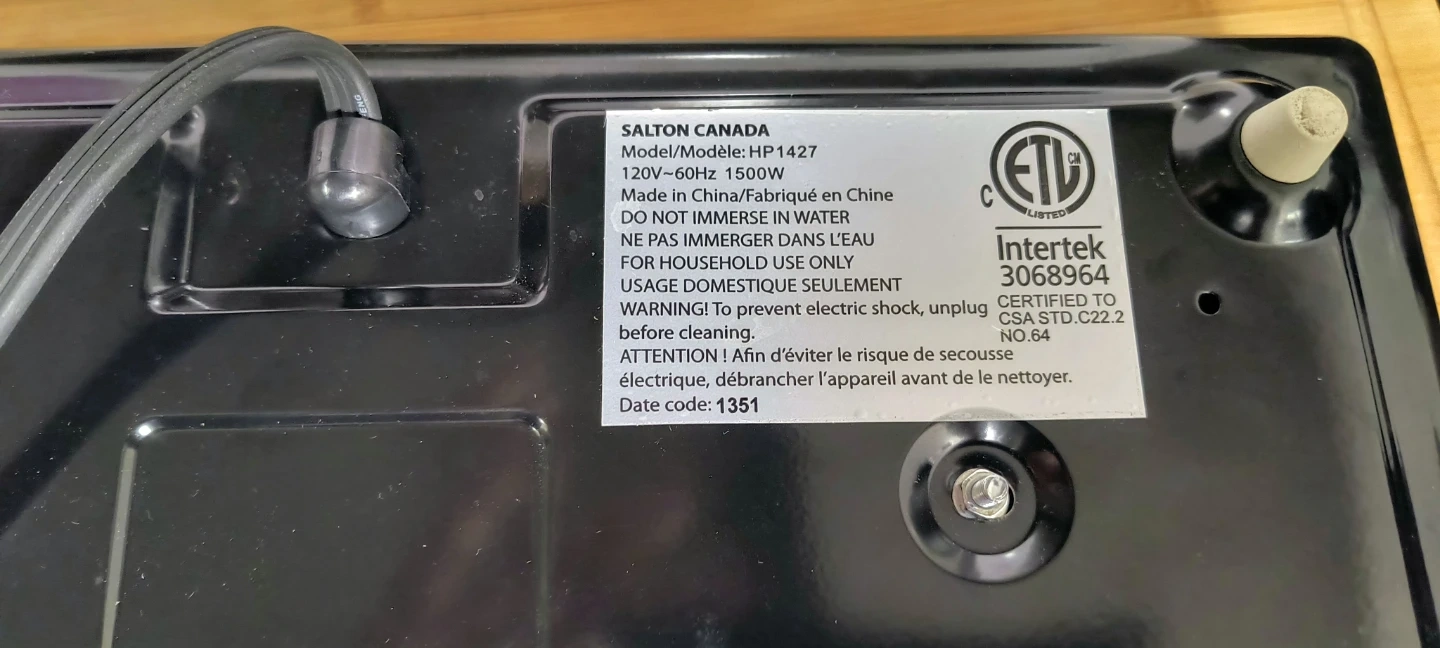 SALTON CANADA
Model/Modèle: HP1427
120V~60Hz 1500W
Made in China/Fabriqué en Chine
DO NOT IMMERSE IN WATER
NE PAS IMMERGER DANS L'EAU
FOR HOUSEHOLD USE ONLY
USAGE DOMESTIQUE SEULEMENT
WARNING! To prevent electric shock, unplug
before cleaning.
ATTENTION ! Afin d'éviter le risque de secousse
électrique, débrancher l'appareil avant de le nettoyer.
Date code: 1351
ETL CM
C
LISTED
Intertek
3068964
CERTIFIED TO
CSA STD.C22.2
NO.64